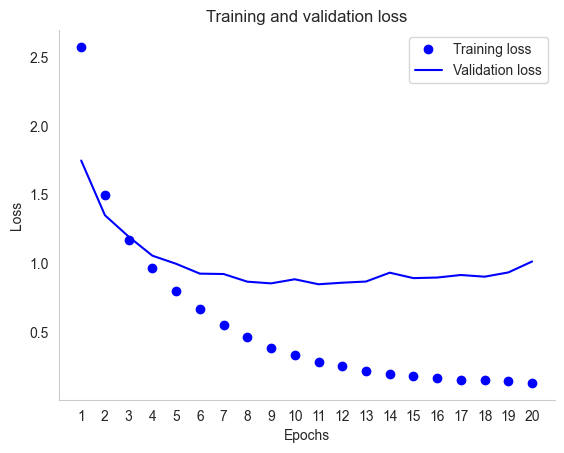 Training and validation loss
Training loss
Validation loss
2.5
2.0
1.5
1.0
0.5
Loss
1 2 3 4 5 6 7 8 9 10 11 12 13 14 15 16 17 18 19 20
Epochs